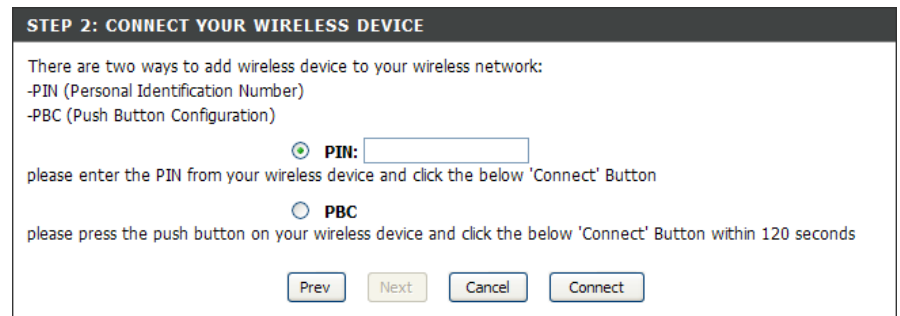 STEP 2: CONNECT YOUR WIRELESS DEVICE
There are two ways to add wireless device to your wireless network:
-PIN (Personal Identification Number)
-PBC (Push Button Configuration)
PIN:
please enter the PIN from your wireless device and click the below 'Connect' Button
PBC
please press the push button on your wireless device and click the below 'Connect' Button within 120 seconds
Prev Next Cancel Connect